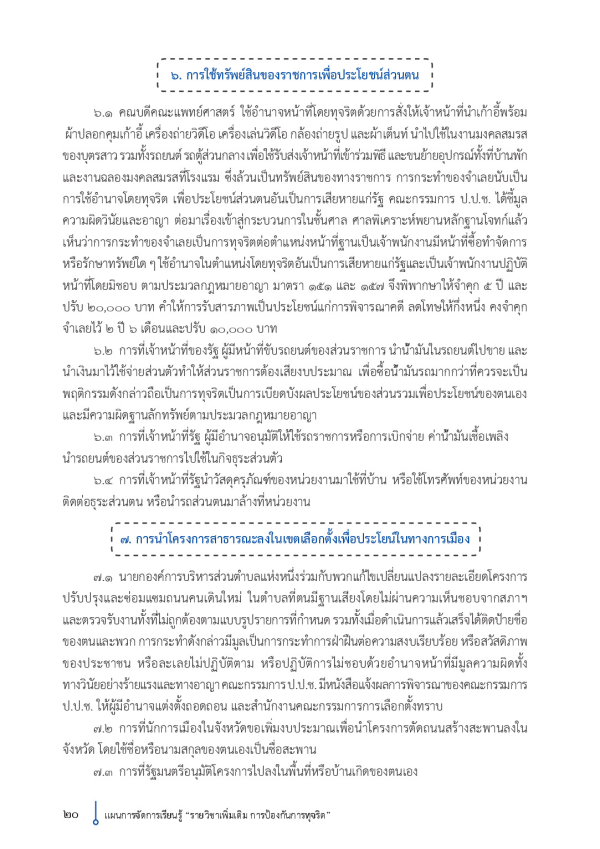 ๖. การใช้ทรัพย์สินของราชการเพื่อประโยชน์ส่วนตน
๖.๑ คณบดีคณะแพทย์ศาสตร์ ใช้อำนาจหน้าที่โดยทุจริตด้วยการสั่งให้เจ้าหน้าที่นำเก้าอี้พร้อม
ผ้าปลอกคุมเก้าอี้ เครื่องถ่ายวิดีโอ เครื่องเล่นวิดีโอ กล้องถ่ายรูป และผ้าเต็นท์ นำไปใช้ในงานมงคลสมรส
ของบุตรสาว รวมทั้งรถยนต์ รถตู้ส่วนกลาง เพื่อใช้รับส่งเจ้าหน้าที่เข้าร่วมพิธี และขนย้ายอุปกรณ์ทั้งที่บ้านพัก
และงานฉลองมงคลสมรสที่โรงแรม ซึ่งล้วนเป็นทรัพย์สินของทางราชการ การกระทำของจำเลยนับเป็น
การใช้อำนาจโดยทุจริต เพื่อประโยชน์ส่วนตนอันเป็นการเสียหายแก่รัฐ คณะกรรมการ ป.ป.ช. ได้ชี้มูล
ความผิดวินัยและอาญา ต่อมาเรื่องเข้าสู่กระบวนการในชั้นศาล ศาลพิเคราะห์พยานหลักฐานโจทก์แล้ว
เห็นว่าการกระทำของจำเลยเป็นการทุจริตต่อตำแหน่งหน้าที่ฐานเป็นเจ้าพนักงานมีหน้าที่ซื้อทำจัดการ
หรือรักษาทรัพย์ใด ๆ ใช้อำนาจในตำแหน่งโดยทุจริตอันเป็นการเสียหายแก่รัฐและเป็นเจ้าพนักงานปฏิบัติ
หน้าที่โดยมิชอบ ตามประมวลกฎหมายอาญา มาตรา ๑๕๑ และ ๑๕๗ จึงพิพากษาให้จำคุก ๕ ปี และ
ปรับ ๒๐,๐๐๐ บาท คำให้การรับสารภาพเป็นประโยชน์แก่การพิจารณาคดี ลดโทษให้กึ่งหนึ่ง คงจำคุก
จำเลยไว้ ๒ ปี ๖ เดือนและปรับ ๑๐,๐๐๐ บาท
๖.๒ การที่เจ้าหน้าที่ของรัฐ ผู้มีหน้าที่ขับรถยนต์ของส่วนราชการ นำน้ำมันในรถยนต์ไปขาย และ
นำเงินมาไว้ใช้จ่ายส่วนตัวทำให้ส่วนราชการต้องเสียงบประมาณ เพื่อซื้อน้ำมันรถมากกว่าที่ควรจะเป็น
พฤติกรรมดังกล่าวถือเป็นการทุจริตเป็นการเบียดบังผลประโยชน์ของส่วนรวมเพื่อประโยชน์ของตนเอง
และมีความผิดฐานลักทรัพย์ตามประมวลกฎหมายอาญา
๖.๓ การที่เจ้าหน้าที่รัฐ ผู้มีอำนาจอนุมัติให้ใช้รถราชการหรือการเบิกจ่าย ค่าน้ำมันเชื้อเพลิง
นำรถยนต์ของส่วนราชการไปใช้ในกิจธุระส่วนตัว
๖.๔ การที่เจ้าหน้าที่รัฐนำวัสดุครุภัณฑ์ของหน่วยงานมาใช้ที่บ้าน หรือใช้โทรศัพท์ของหน่วยงาน
ติดต่อธุระส่วนตน หรือนำรถส่วนตนมาล้างที่หน่วยงาน
๗. การนำโครงการสาธารณะลงในเขตเลือกตั้งเพื่อประโยน์ในทางการเมือง
๗.๑ นายกองค์การบริหารส่วนตำบลแห่งหนึ่งร่วมกับพวกแก้ไขเปลี่ยนแปลงรายละเอียดโครงการ
ปรับปรุงและซ่อมแซมถนนคนเดินใหม่ ในตำบลที่ตนมีฐานเสียงโดยไม่ผ่านความเห็นชอบจากสภาฯ
และตรวจรับงานทั้งที่ไม่ถูกต้องตามแบบรูปรายการที่กำหนด รวมทั้งเมื่อดำเนินการแล้วเสร็จได้ติดป้ายชื่อ
ของตนและพวก การกระทำดังกล่าวมีมูลเป็นการกระทำการฝ่าฝืนต่อความสงบเรียบร้อย หรือสวัสดิภาพ
ของประชาชน หรือละเลยไม่ปฏิบัติตาม หรือปฏิบัติการไม่ชอบด้วยอำนาจหน้าที่มีมูลความผิดทั้ง
ทางวินัยอย่างร้ายแรงและทางอาญา คณะกรรมการ ป.ป.ช. มีหนังสือแจ้งผลการพิจารณาของคณะกรรมการ
ป.ป.ช. ให้ผู้มีอำนาจแต่งตั้งถอดถอน และสำนักงานคณะกรรมการการเลือกตั้งทราบ
๗.๒ การที่นักการเมืองในจังหวัดขอเพิ่มงบประมาณเพื่อนำโครงการตัดถนนสร้างสะพานลงใน
จังหวัด โดยใช้ชื่อหรือนามสกุลของตนเองเป็นชื่อสะพาน
๗.๓ การที่รัฐมนตรีอนุมัติโครงการไปลงในพื้นที่หรือบ้านเกิดของตนเอง
๒๐ แผนการจัดการเรียนรู้ “รายวิชาเพิ่มเติม การป้องกันการทุจริต”